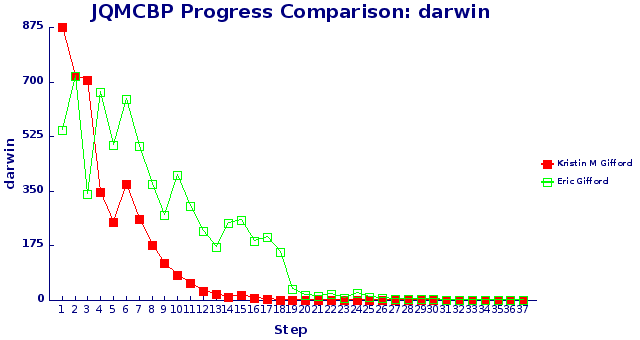 JQMCBP Progress Comparison: darwin
875
700
525
350
175
0
darwin
1 2 3 4 5 6 7 8 9 10 11 12 13 14 15 16 17 18 19 20 21 22 23 24 25 26 27 28 29 30 31 32 33 34 35 36 37
Step
Kristin M Gifford
Eric Gifford